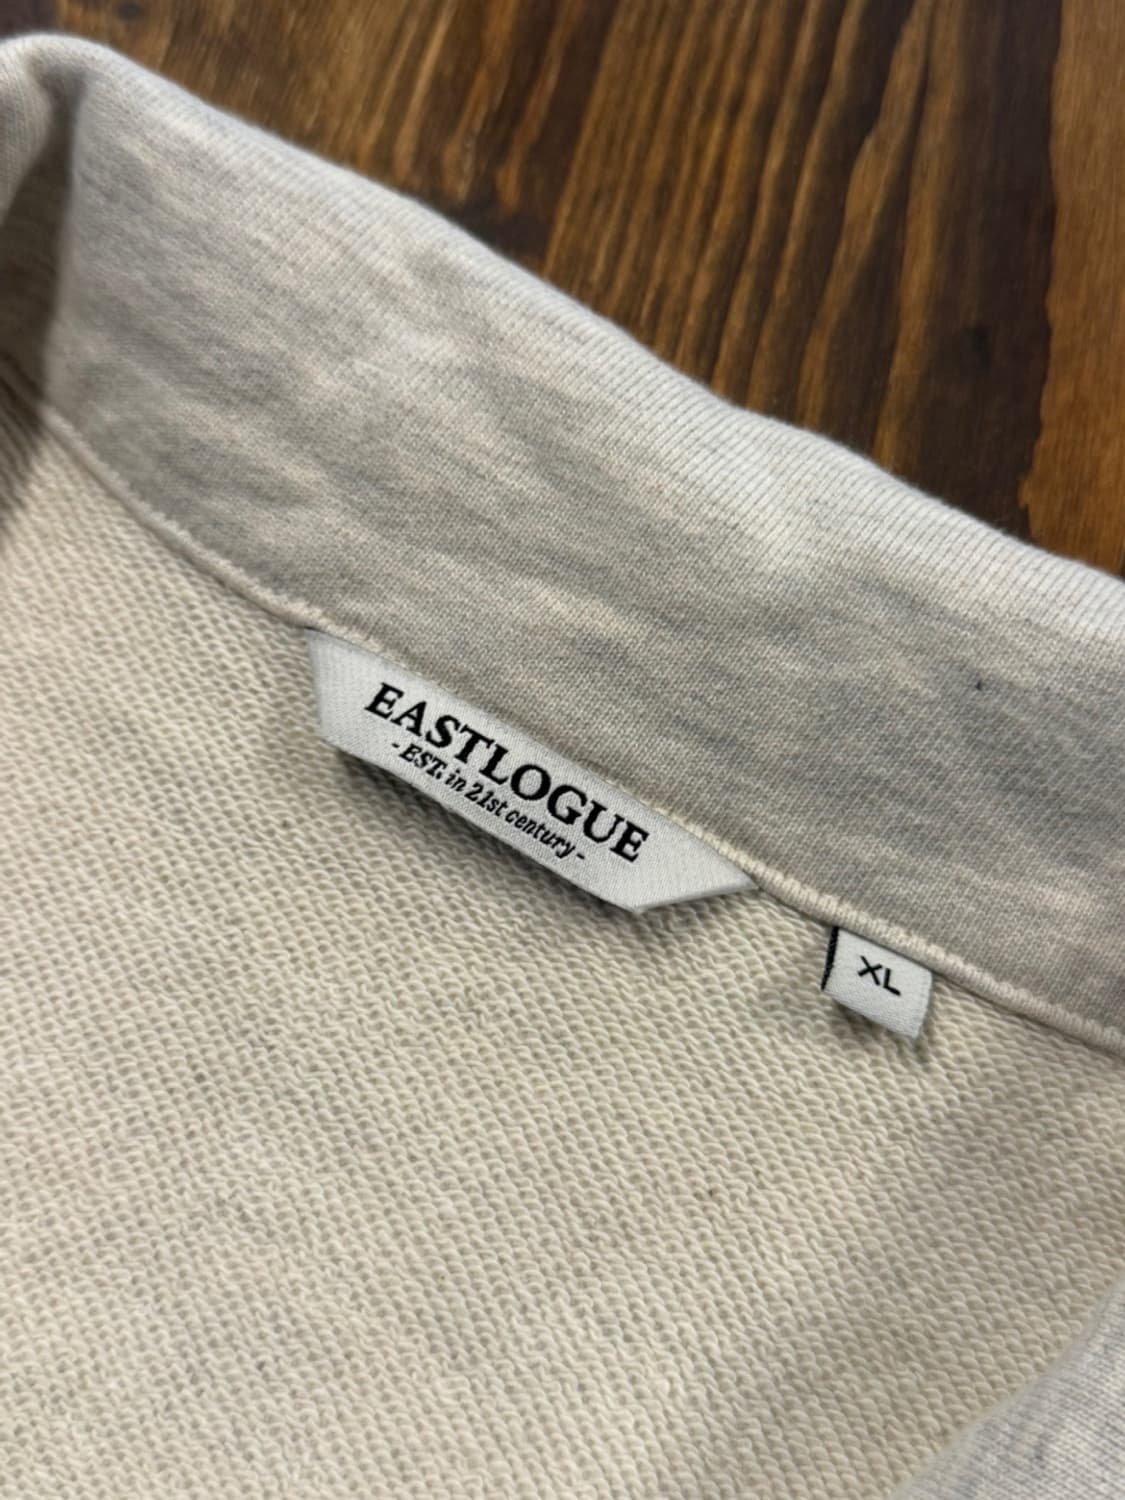 EASTLOGUE
- EST. in 21st century -
XL